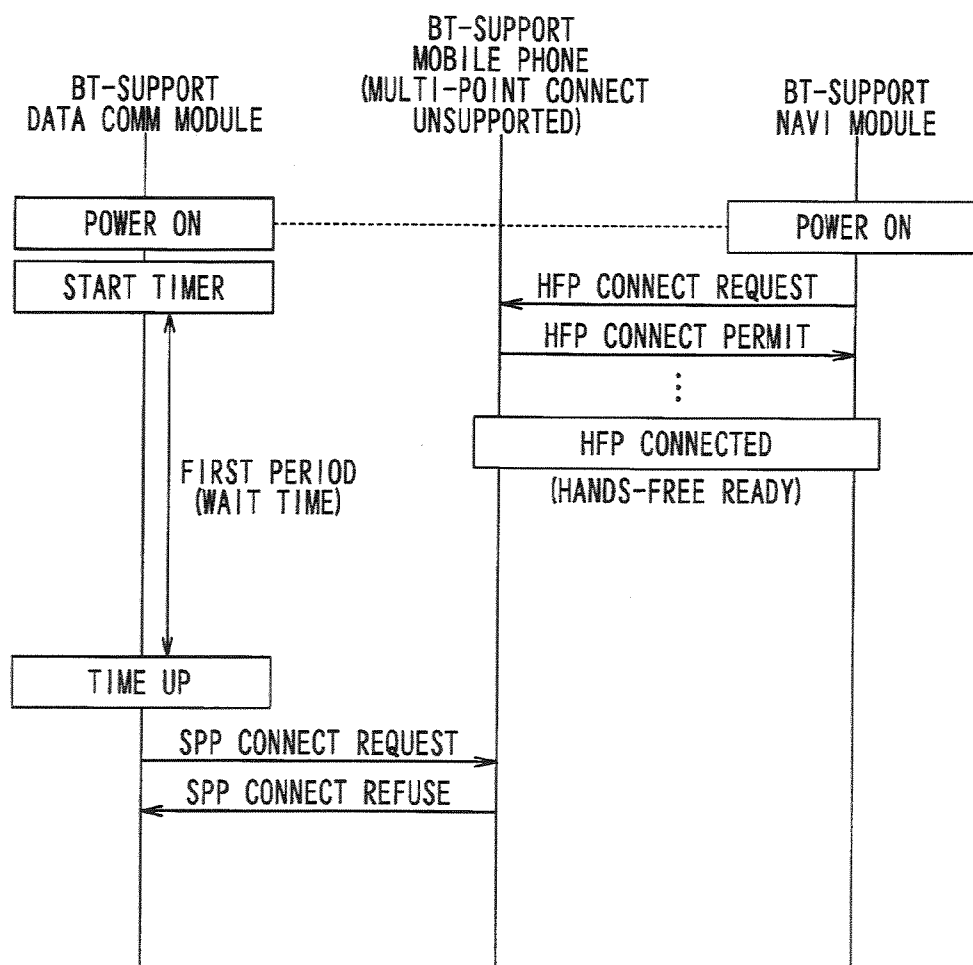 BT-SUPPORT
DATA COMM MODULE
BT-SUPPORT
MOBILE PHONE
(MULTI-POINT CONNECT
UNSUPPORTED)
BT-SUPPORT
NAVI MODULE
POWER ON
POWER ON
START TIMER
HFP CONNECT REQUEST
HFP CONNECT PERMIT
HFP CONNECTED
(HANDS-FREE READY)
FIRST PERIOD
(WAIT TIME)
TIME UP
SPP CONNECT REQUEST
SPP CONNECT REFUSE